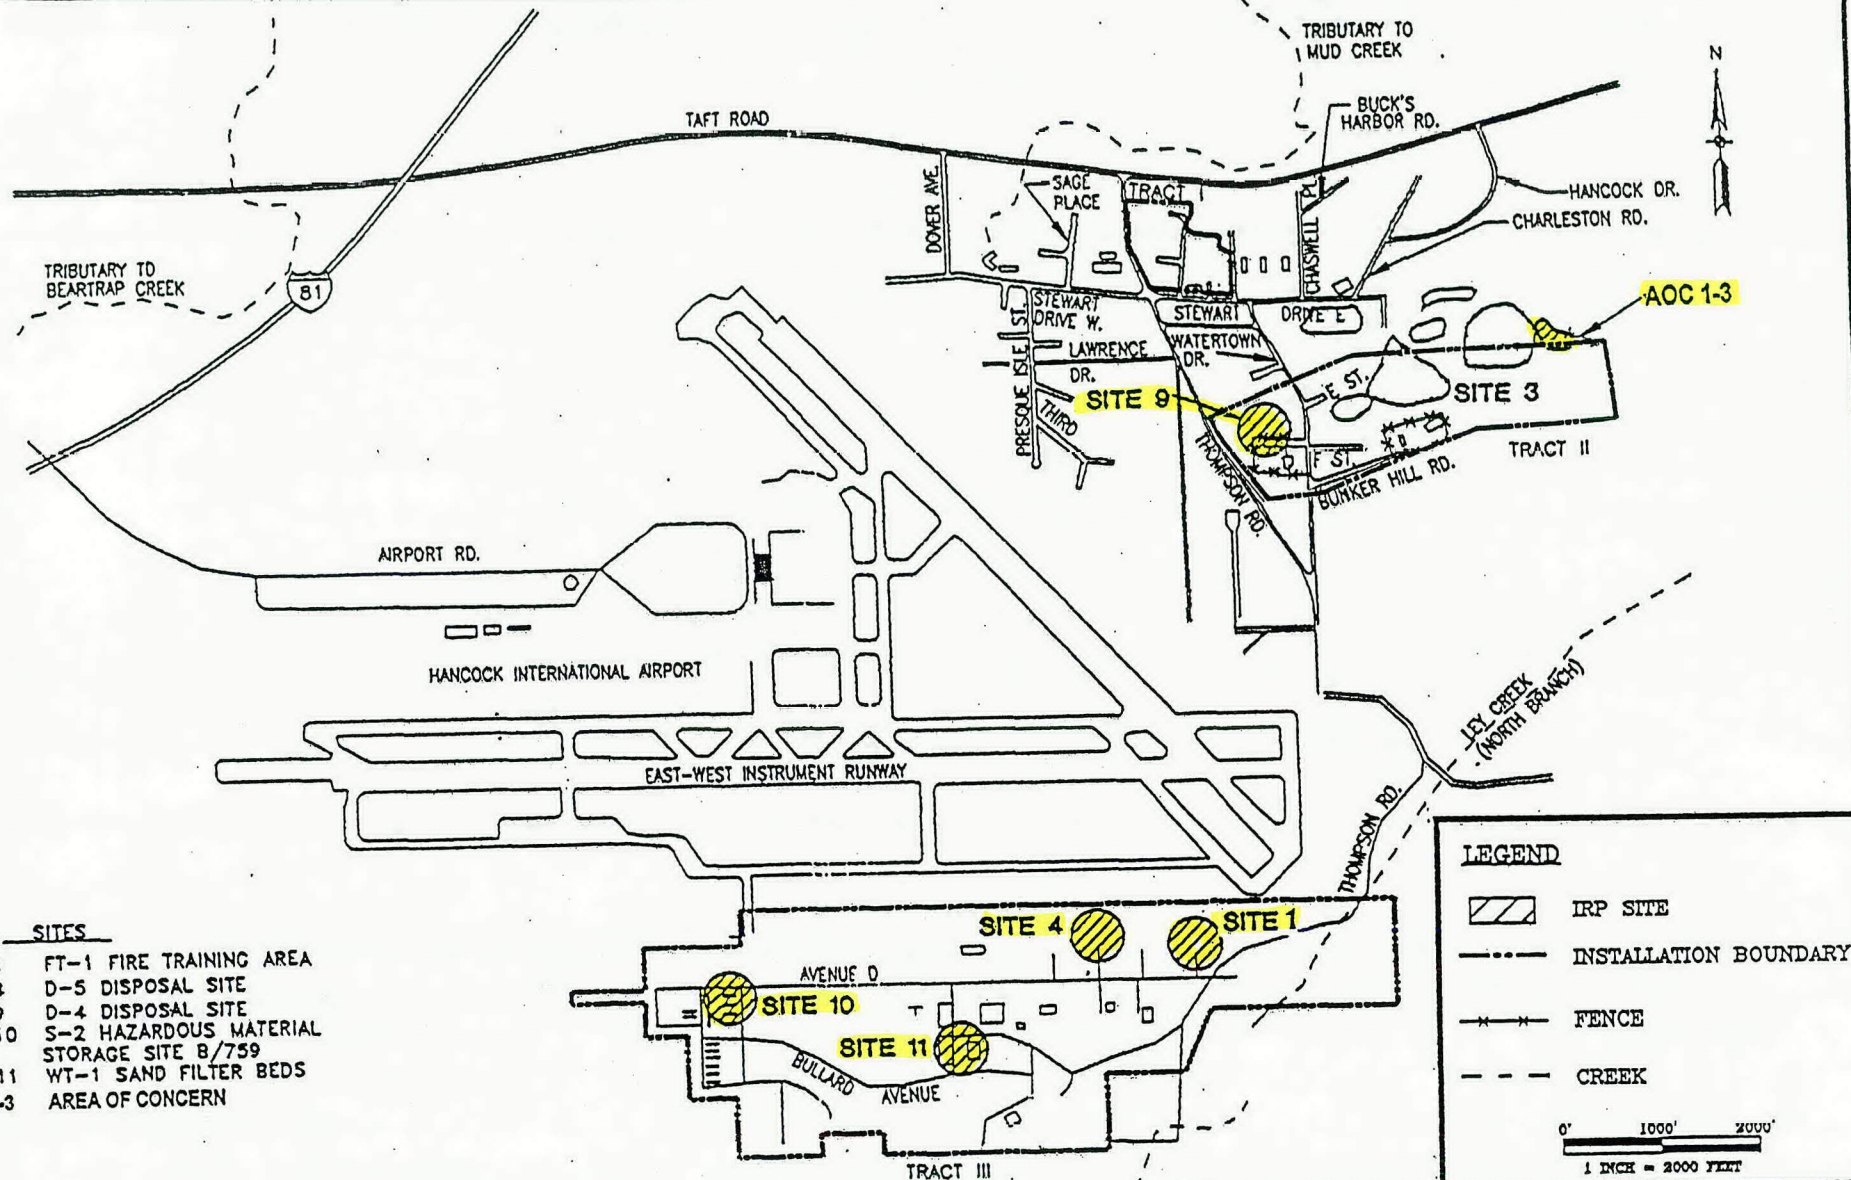 TRIBUTARY TO
MUD CREEK
N
BUCK'S
HARBOR RD.
TAFT ROAD
DOVER AVE.
SAGE
PLACE
TRACT
CHASWELL PL.
HANCOCK DR.
CHARLESTON RD.
TRIBUTARY TO
BEARTRAP CREEK
81
AOC 1-3
STEWART
DRIVE W.
STEWART
DRIVE E
PRESQUE ISLE ST.
LAWRENCE
DR.
WATERTOWN
DR.
SITE 9
E ST.
SITE 3
THIRD
F ST.
TRACT II
THOMPSON RD.
BUNKER HILL RD.
AIRPORT RD.
HANCOCK INTERNATIONAL AIRPORT
LEY CREEK
(NORTH BRANCH)
EAST-WEST INSTRUMENT RUNWAY
THOMPSON RD.
SITE 4
SITE 1
AVENUE D
SITE 10
SITE 11
BULLARD
AVENUE
TRACT III
SITES
FT-1 FIRE TRAINING AREA
D-5 DISPOSAL SITE
D-4 DISPOSAL SITE
S-2 HAZARDOUS MATERIAL
STORAGE SITE B/759
11 WT-1 SAND FILTER BEDS
-3 AREA OF CONCERN
LEGEND
IRP SITE
INSTALLATION BOUNDARY
FENCE
CREEK
0' 1000' 2000'
1 INCH = 2000 FEET